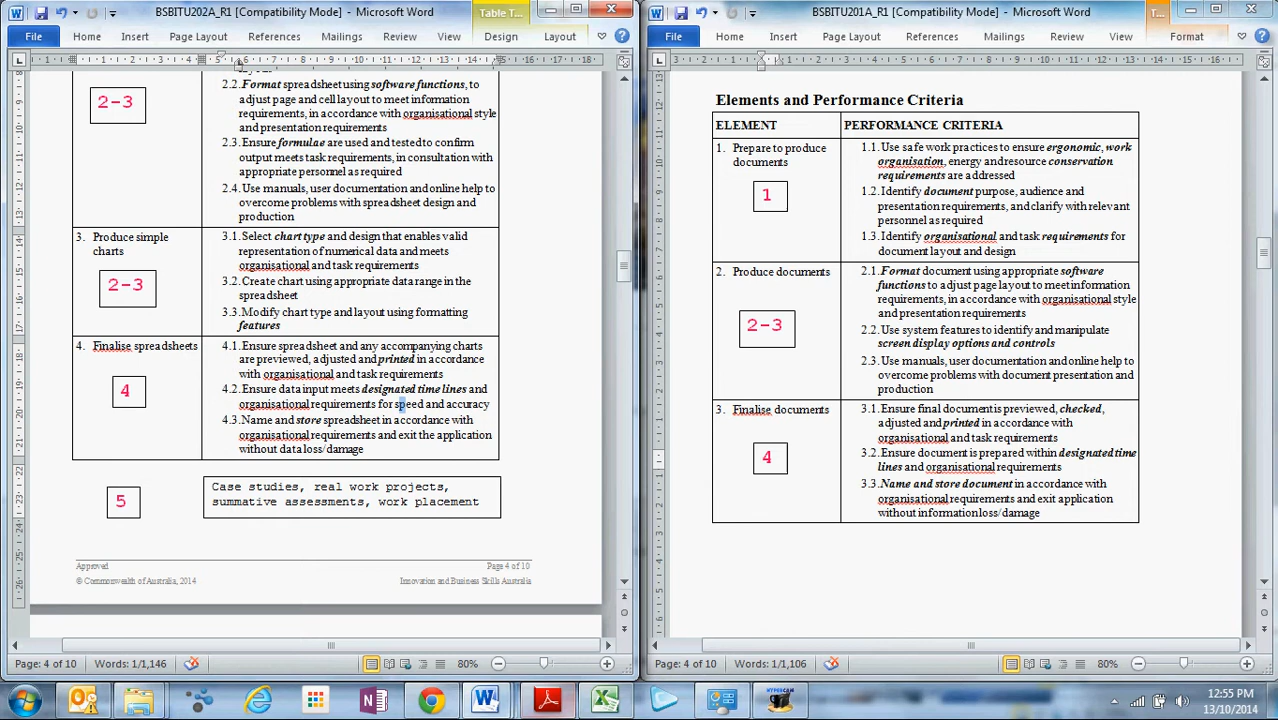 BSBITU202A_R1 [Compatibility Mode] - Microsoft Word
Table T...
File Home Insert Page Layout References Mailings Review View Design Layout
2-3
2.2. Format spreadsheet using software functions, to
adjust page and cell layout to meet information
requirements, in accordance with organisational style
and presentation requirements
2.3. Ensure formulae are used and tested to confirm
output meets task requirements, in consultation with
appropriate personnel as required
2.4. Use manuals, user documentation and online help to
overcome problems with spreadsheet design and
production
3. Produce simple
charts
2-3
3.1. Select chart type and design that enables valid
representation of numerical data and meets
organisational and task requirements
3.2. Create chart using appropriate data range in the
spreadsheet
3.3. Modify chart type and layout using formatting
features
4. Finalise spreadsheets
4
4.1. Ensure spreadsheet and any accompanying charts
are previewed, adjusted and printed in accordance
with organisational and task requirements
4.2. Ensure data input meets designated time lines and
organisational requirements for speed and accuracy
4.3. Name and store spreadsheet in accordance with
organisational requirements and exit the application
without data loss/damage
5
Case studies, real work projects,
summative assessments, work placement
Approved Page 4 of 10
© Commonwealth of Australia, 2014 Innovation and Business Skills Australia
Page: 4 of 10 Words: 1/1,146 80%
BSBITU201A_R1 [Compatibility Mode] - Microsoft Word
T...
File Home Insert Page Layout References Mailings Review View Format
Elements and Performance Criteria
ELEMENT PERFORMANCE CRITERIA
1. Prepare to produce
documents
1
1.1. Use safe work practices to ensure ergonomic, work
organisation, energy and resource conservation
requirements are addressed
1.2. Identify document purpose, audience and
presentation requirements, and clarify with relevant
personnel as required
1.3. Identify organisational and task requirements for
document layout and design
2. Produce documents
2-3
2.1. Format document using appropriate software
functions to adjust page layout to meet information
requirements, in accordance with organisational style
and presentation requirements
2.2. Use system features to identify and manipulate
screen display options and controls
2.3. Use manuals, user documentation and online help to
overcome problems with document presentation and
production
3. Finalise documents
4
3.1. Ensure final document is previewed, checked,
adjusted and printed in accordance with
organisational and task requirements
3.2. Ensure document is prepared within designated time
lines and organisational requirements
3.3. Name and store document in accordance with
organisational requirements and exit application
without information loss/damage
Page: 4 of 10 Words: 1/1,106 80%
HYPERCAM
12:55 PM
13/10/2014